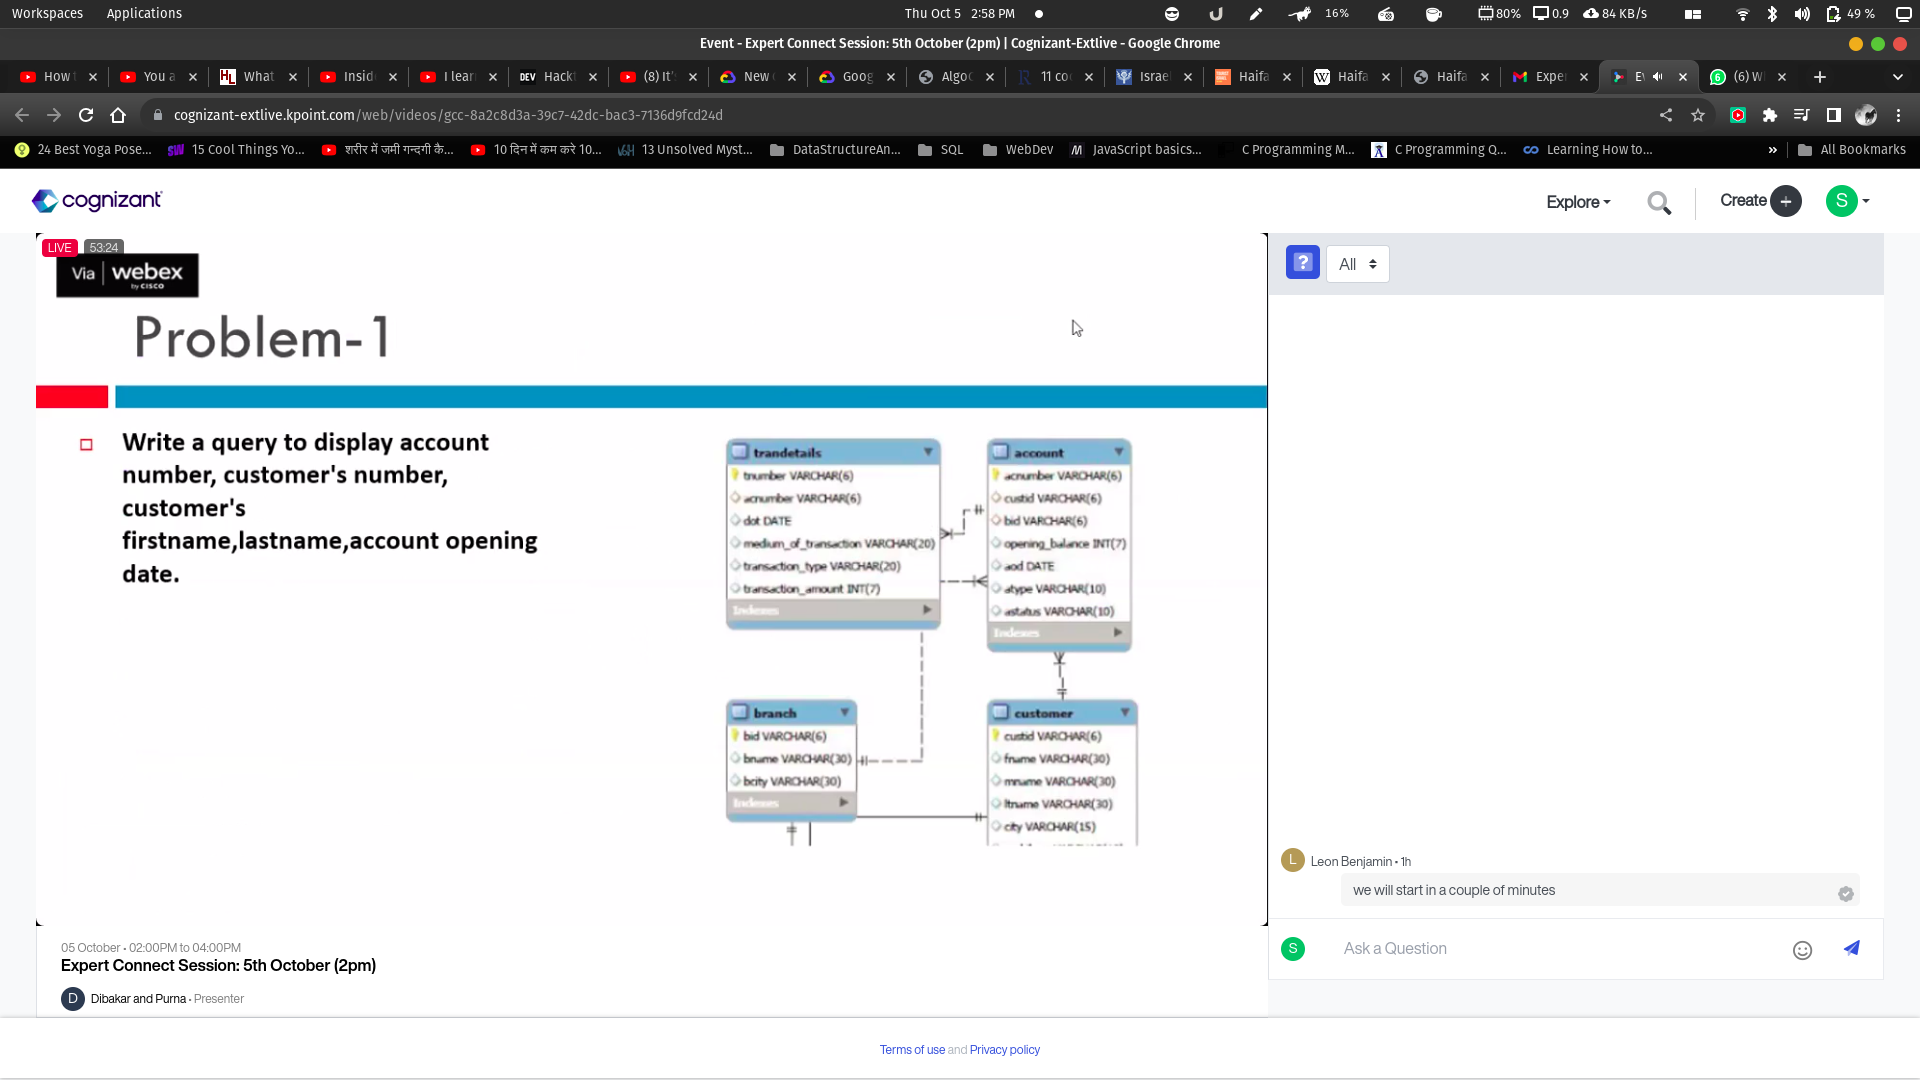 Workspaces Applications Thu Oct 5 2:58 PM 16% 80% 0.9 84 KB/s 49 %
Event - Expert Connect Session: 5th October (2pm) | Cognizant-Extlive - Google Chrome
How t You a HL What Inside I lear DEV Hackt (8) It' New Goog AlgoC R 11 co Israe Haifa W Haifa Haifa Expe E 6 (6) W
cognizant-extlive.kpoint.com/web/videos/gcc-8a2c8d3a-39c7-42dc-bac3-7136d9fcd24d
24 Best Yoga Pose... SW 15 Cool Things Yo... शरीर में जमी गन्दगी कै... 10 दिन में कम करे 10... 13 Unsolved Myst... DataStructureAn... SQL WebDev M JavaScript basics... C Programming M... C Programming Q... Learning How to... » All Bookmarks
cognizant Explore Create + S
LIVE 53:24
Via webex
by CISCO
? All
Problem-1
Write a query to display account
number, customer's number,
customer's
firstname,lastname,account opening
date.
trandetails
tnumber VARCHAR(6)
acnumber VARCHAR(6)
dot DATE
medium_of_transaction VARCHAR(20)
transaction_type VARCHAR(20)
transaction_amount INT(7)
Indexes
account
acnumber VARCHAR(6)
custid VARCHAR(6)
bid VARCHAR(6)
opening_balance INT(7)
aod DATE
atype VARCHAR(10)
astatus VARCHAR(10)
Indexes
branch
bid VARCHAR(6)
bname VARCHAR(30)
bcity VARCHAR(30)
Indexes
customer
custid VARCHAR(6)
fname VARCHAR(30)
mname VARCHAR(30)
ltname VARCHAR(30)
city VARCHAR(15)
L Leon Benjamin • 1h
we will start in a couple of minutes
S Ask a Question
05 October • 02:00PM to 04:00PM
Expert Connect Session: 5th October (2pm)
D Dibakar and Purna • Presenter
Terms of use and Privacy policy